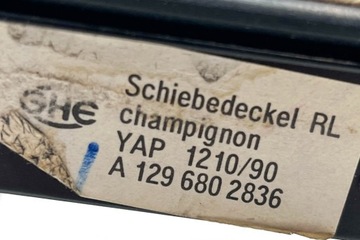 GHE
Schiebedeckel RL
champignon
YAP 1210/90
A 129 680 2836